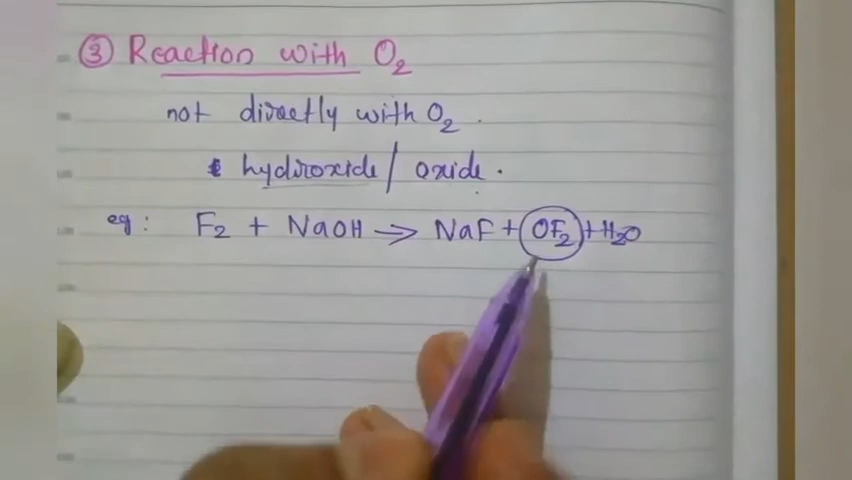 ③ Reaction with O₂
not directly with O₂.
hydroxide / oxide.
eg: F₂ + NaOH → NaF + OF₂ + H₂O